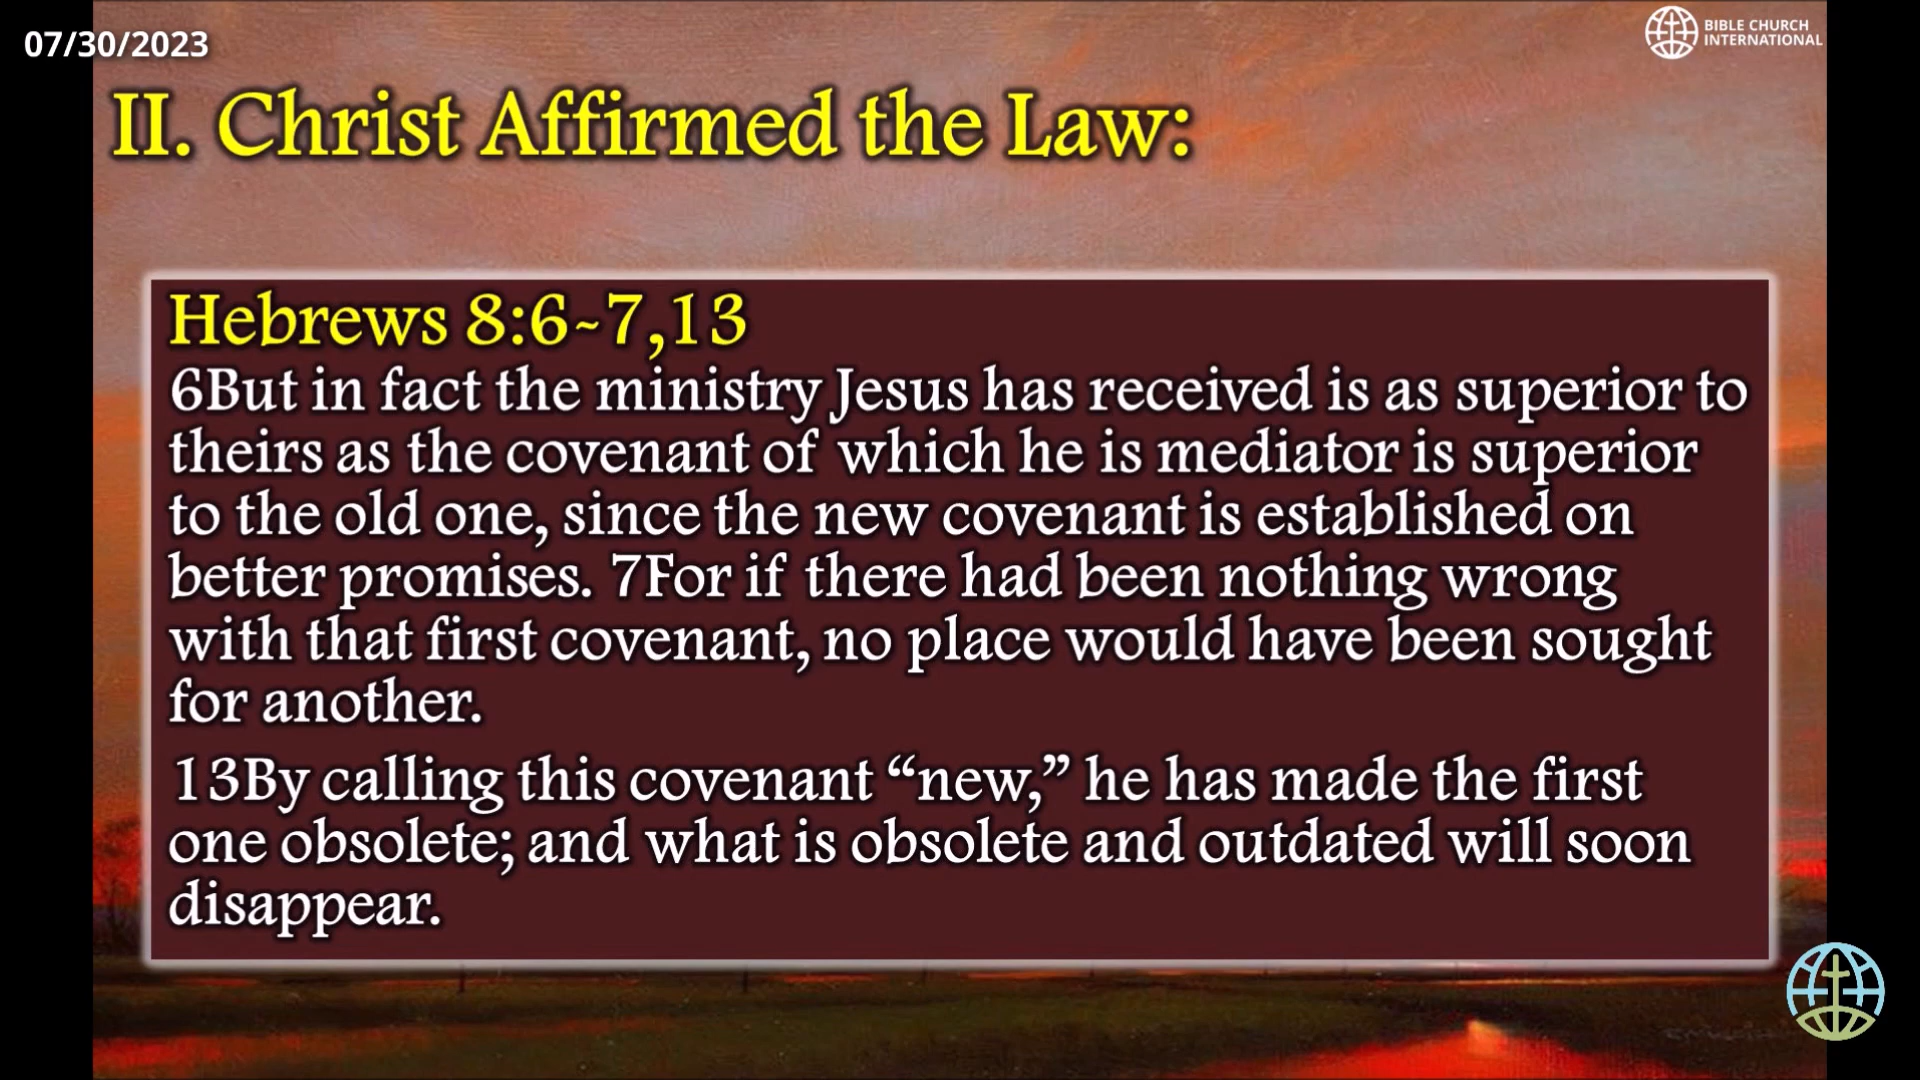 07/30/2023
BIBLE CHURCH
INTERNATIONAL
II. Christ Affirmed the Law:
Hebrews 8:6~7,13
6But in fact the ministry Jesus has received is as superior to
theirs as the covenant of which he is mediator is superior
to the old one, since the new covenant is established on
better promises. 7For if there had been nothing wrong
with that first covenant, no place would have been sought
for another.
13By calling this covenant “new,” he has made the first
one obsolete; and what is obsolete and outdated will soon
disappear.